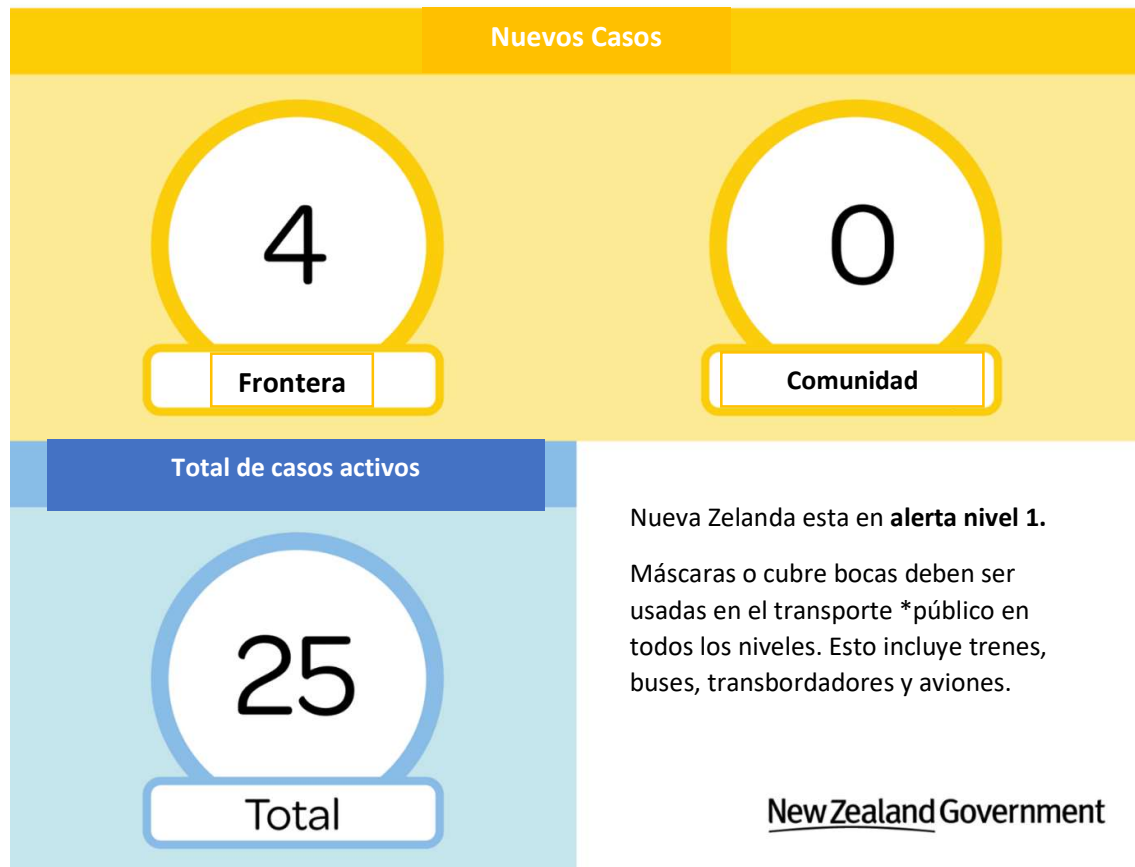 Nuevos Casos
4
0
Frontera
Comunidad
Total de casos activos
25
Total
Nueva Zelanda esta en alerta nivel 1.
Máscaras o cubre bocas deben ser
usadas en el transporte *público en
todos los niveles. Esto incluye trenes,
buses, transbordadores y aviones.
New Zealand Government